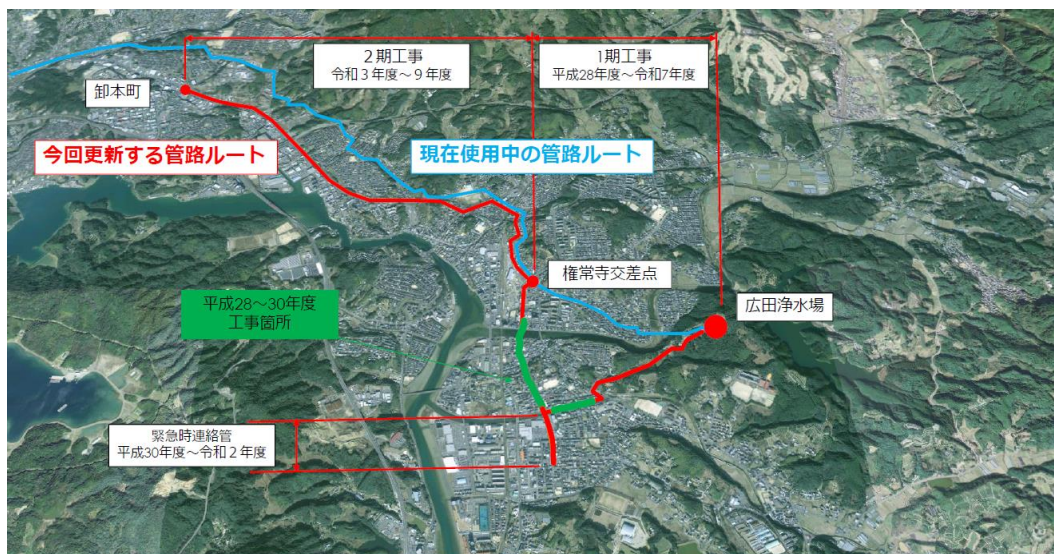 ２期工事
令和３年度～９年度
1期工事
平成28年度～令和7年度
卸本町
今回更新する管路ルート
現在使用中の管路ルート
権常寺交差点
広田浄水場
平成28～30年度
工事箇所
緊急時連絡管
平成30年度～令和２年度